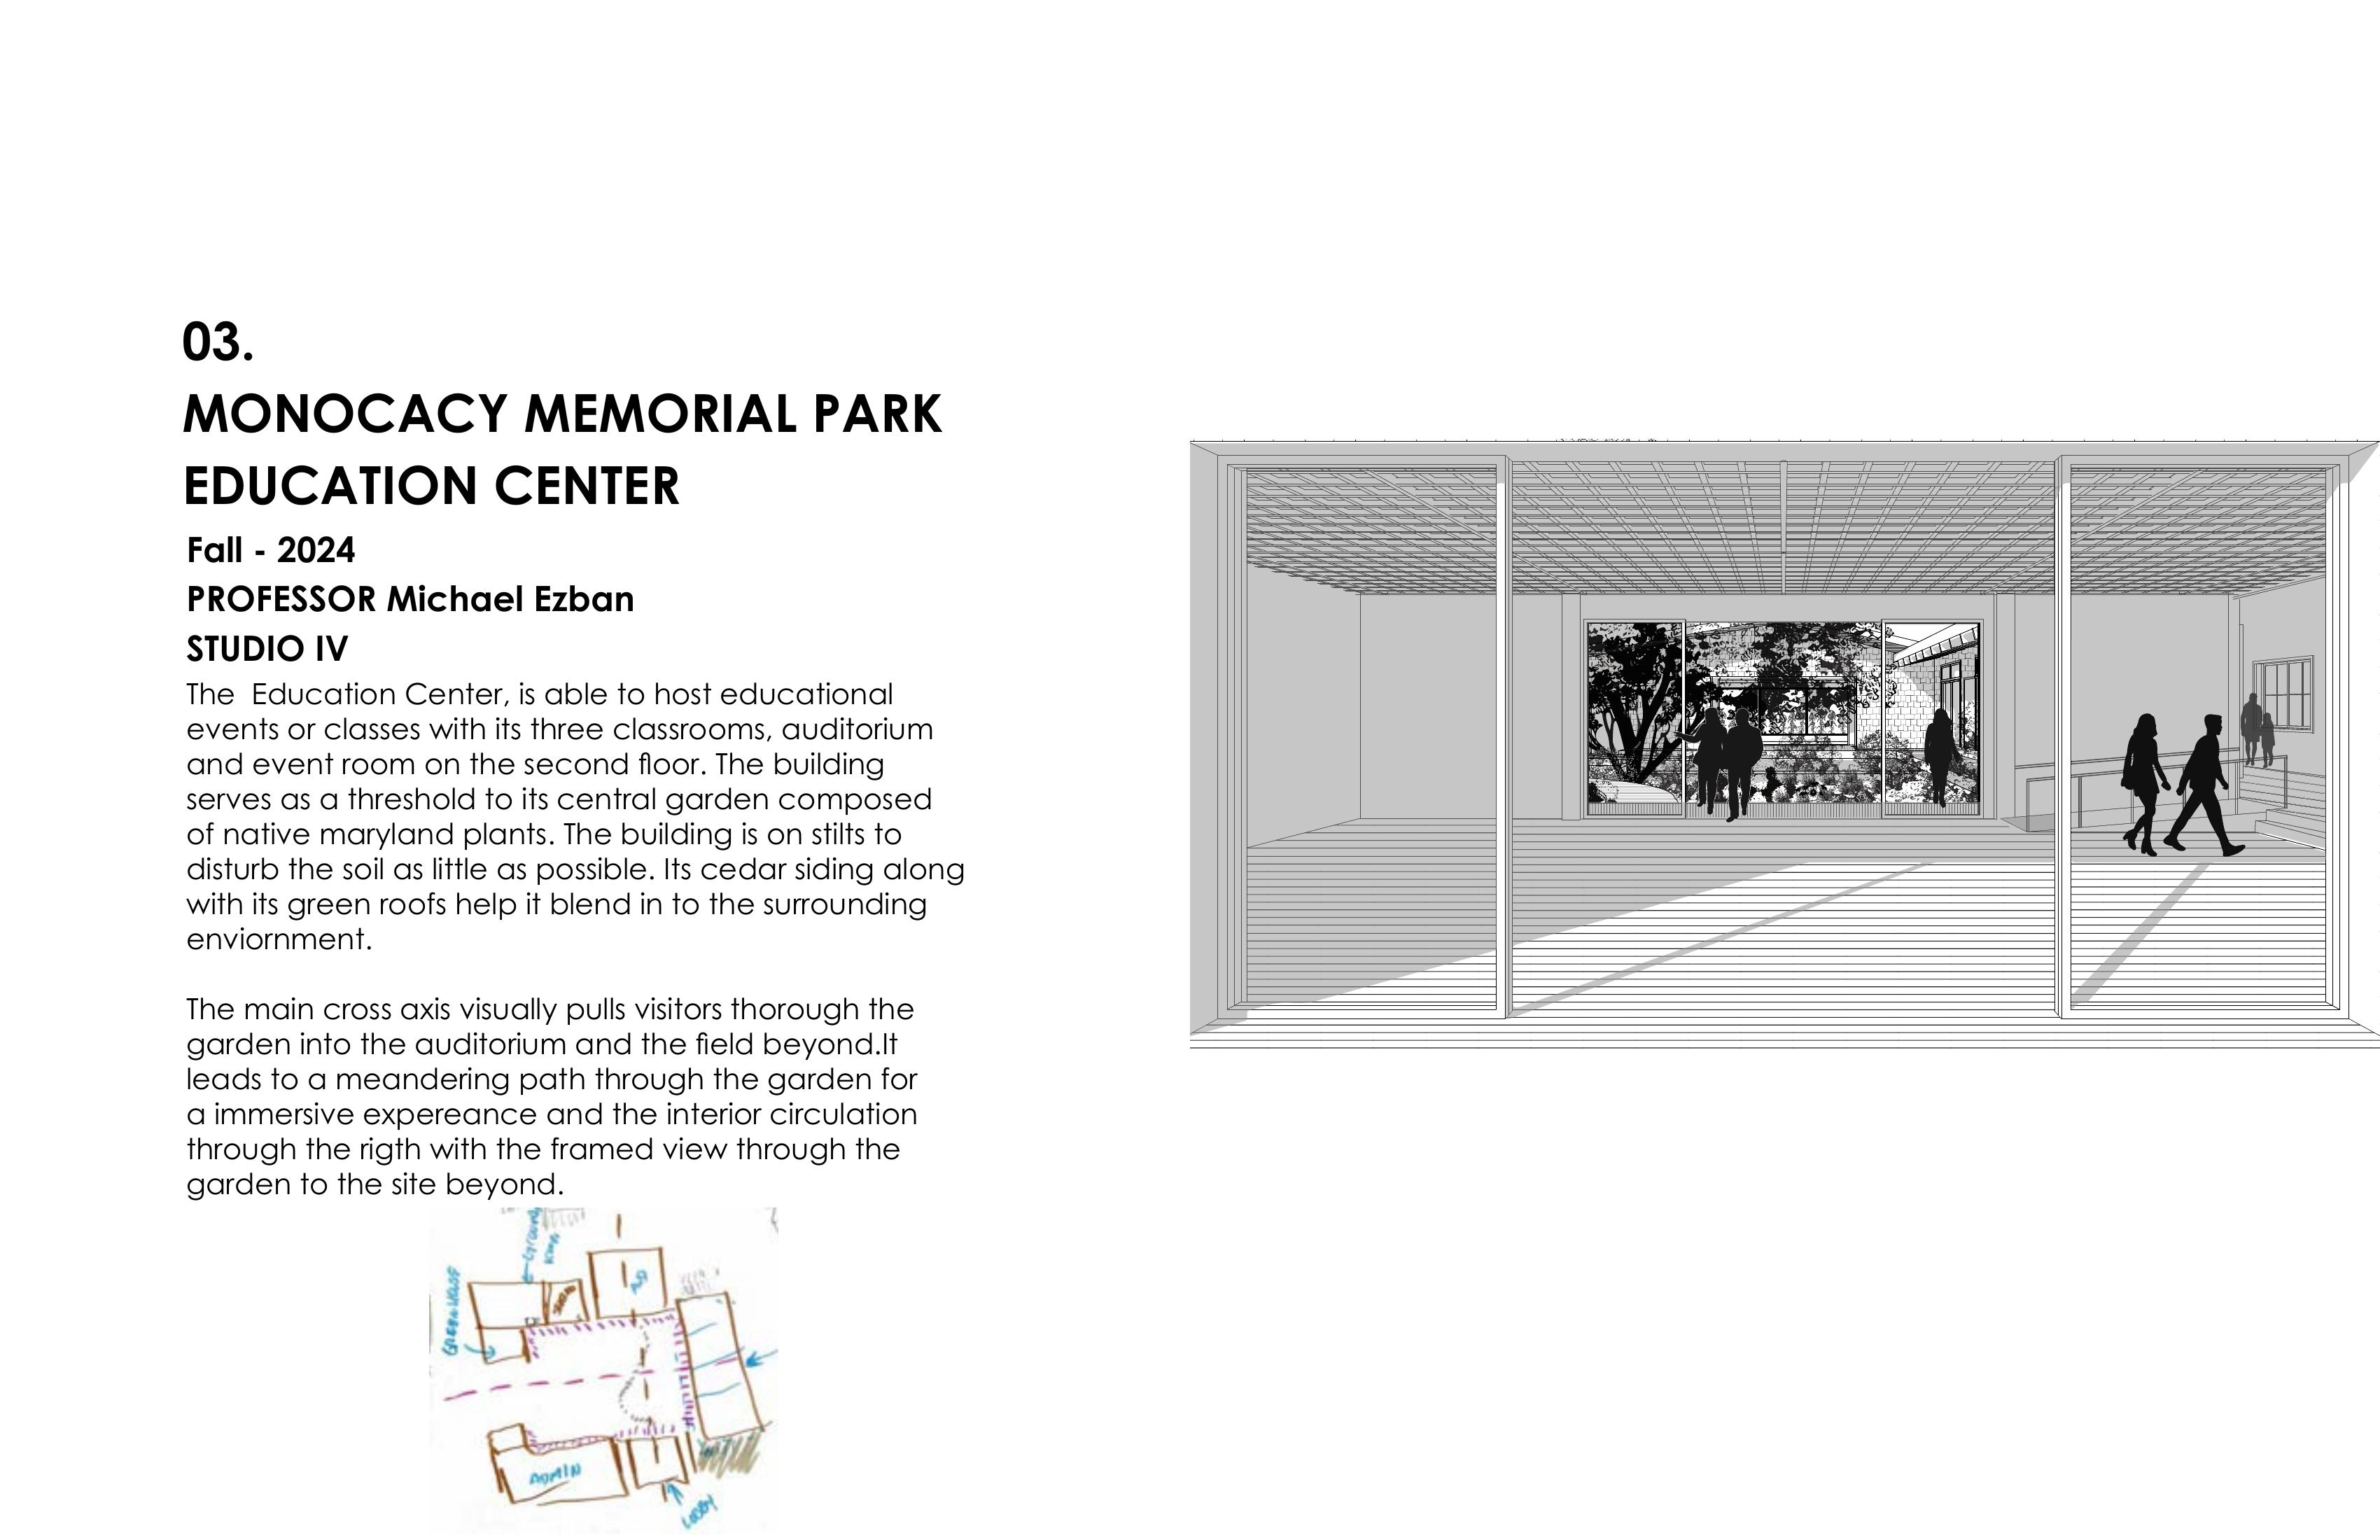 03.
MONOCACY MEMORIAL PARK
EDUCATION CENTER
Fall - 2024
PROFESSOR Michael Ezban
STUDIO IV
The  Education Center, is able to host educational
events or classes with its three classrooms, auditorium
and event room on the second floor. The building
serves as a threshold to its central garden composed
of native maryland plants. The building is on stilts to
disturb the soil as little as possible. Its cedar siding along
with its green roofs help it blend in to the surrounding
enviornment.
The main cross axis visually pulls visitors thorough the
garden into the auditorium and the field beyond.It
leads to a meandering path through the garden for
a immersive expereance and the interior circulation
through the rigth with the framed view through the
garden to the site beyond.
GREENHOUSE
ADMIN
LOBBY